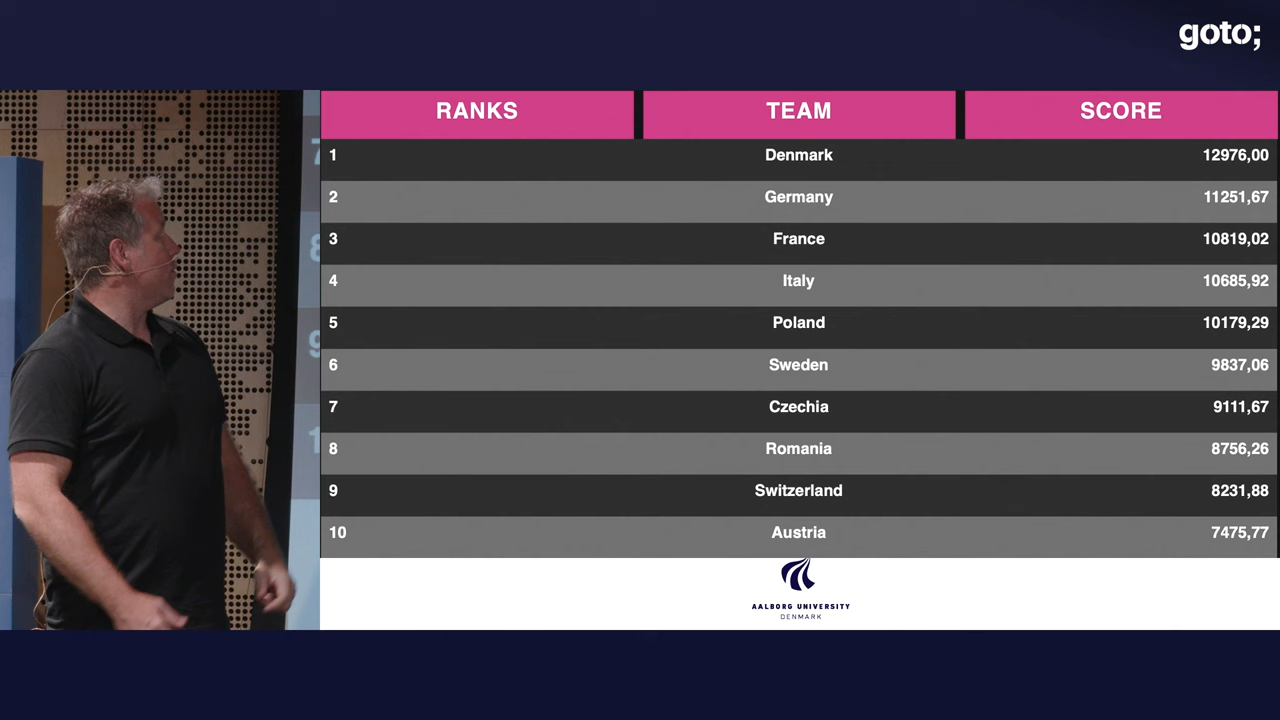 goto;
RANKS TEAM SCORE
1 Denmark 12976,00
2 Germany 11251,67
3 France 10819,02
4 Italy 10685,92
5 Poland 10179,29
6 Sweden 9837,06
7 Czechia 9111,67
8 Romania 8756,26
9 Switzerland 8231,88
10 Austria 7475,77
AALBORG UNIVERSITY
DENMARK